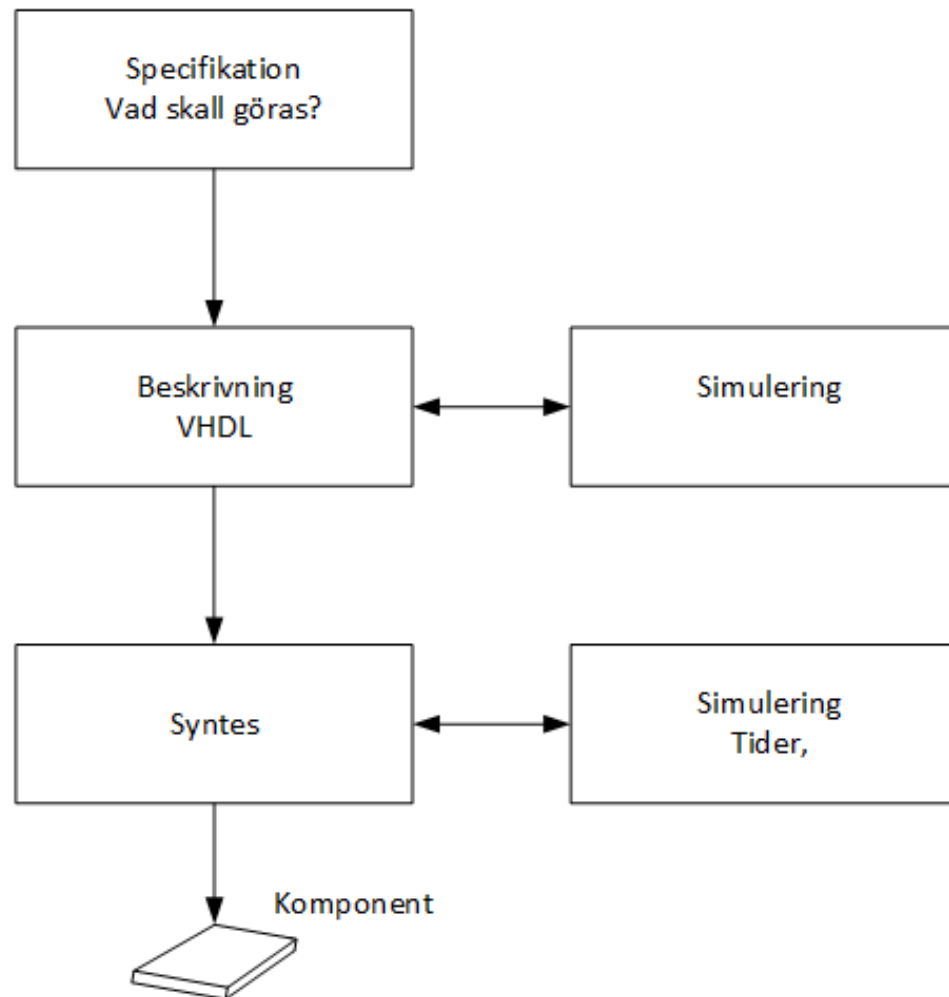 Specifikation
Vad skall göras?
Beskrivning
VHDL
Simulering
Syntes
Simulering
Tider,
Komponent